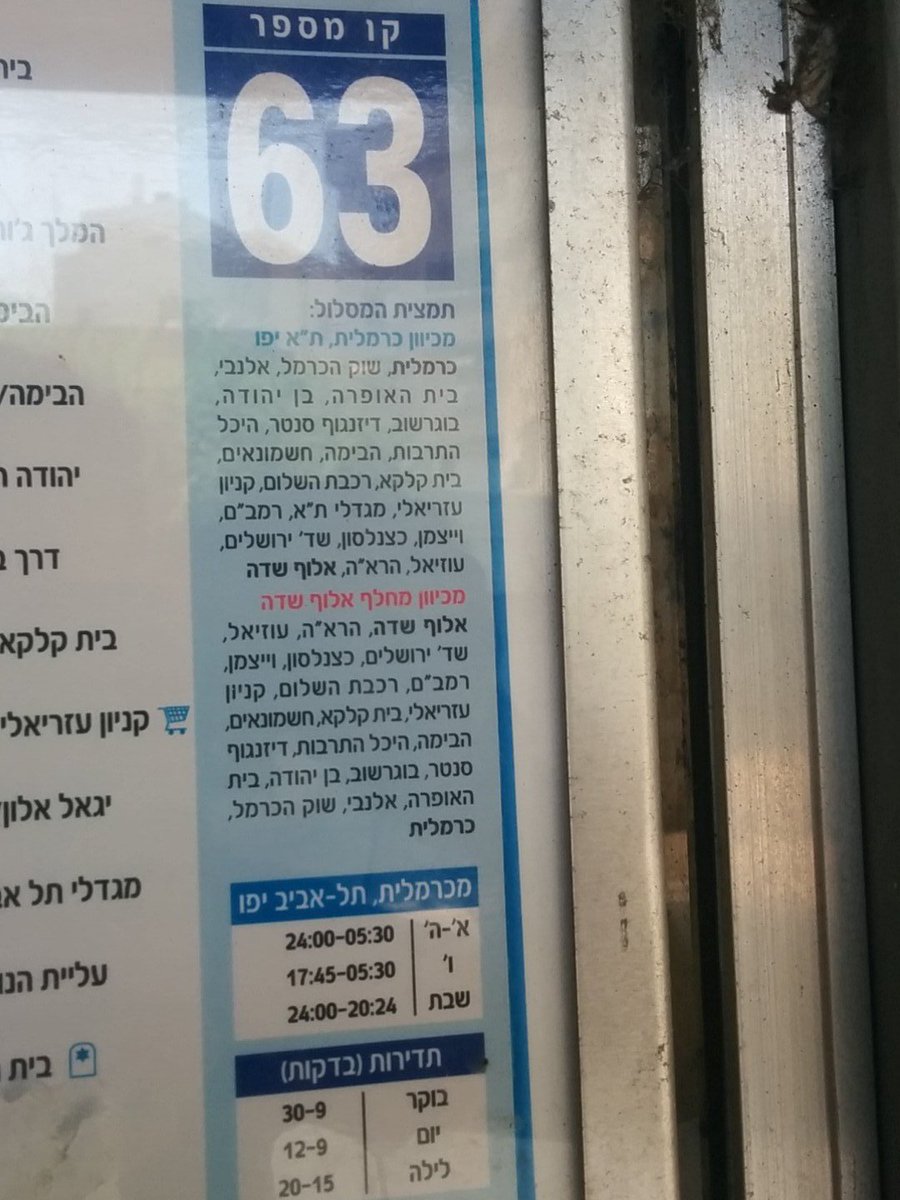 קו מספר
63
תמצית המסלול:
מכיוון כרמלית, ת"א יפו
כרמלית, שוק הכרמל, אלנבי,
בית האופרה, בן יהודה,
בוגרשוב, דיזנגוף סנטר, היכל
התרבות, הבימה, חשמונאים,
בית קלקא, רכבת השלום, קניון
עזריאלי, מגדלי ת"א, רמב"ם,
וייצמן, כצנלסון, שד' ירושלים,
עוזיאל, הרא"ה, אלוף שדה
מכיוון מחלף אלוף שדה
אלוף שדה, הרא"ה, עוזיאל,
שד' ירושלים, כצנלסון, וייצמן,
רמב"ם, רכבת השלום, קניון
עזריאלי, בית קלקא, חשמונאים,
הבימה, היכל התרבות, דיזנגוף
סנטר, בוגרשוב, בן יהודה, בית
האופרה, אלנבי, שוק הכרמל,
כרמלית
מכרמלית, תל-אביב יפו
א'-ה' 24:00-05:30
ו' 17:45-05:30
שבת 24:00-20:24
תדירות (בדקות)
בוקר 30-9
יום 12-9
לילה 20-15
המלך
הבימה/
יהודה
דרך
בית קלקא
קניון עזריאלי
יגאל אלון
מגדלי תל
עליית
בית